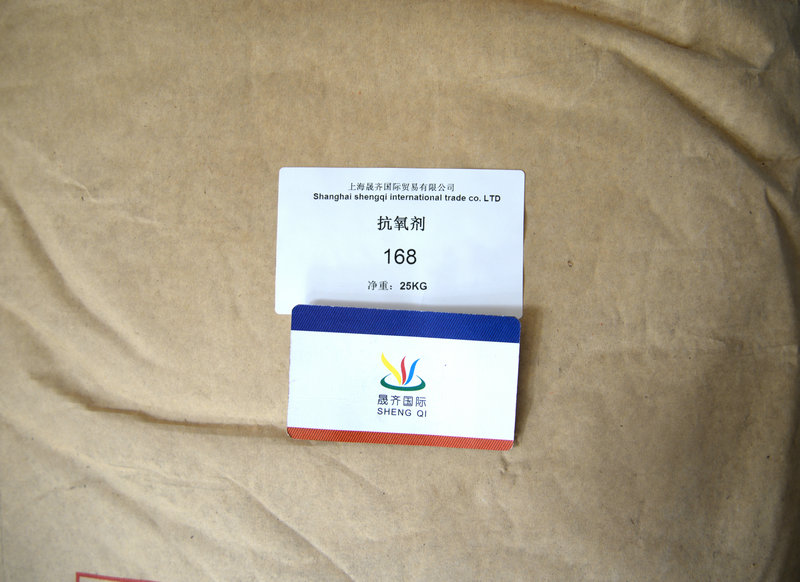 上海晟齐国际贸易有限公司
Shanghai shengqi international trade co. LTD
抗氧剂
168
净重：25KG
晟齐国际
SHENG QI